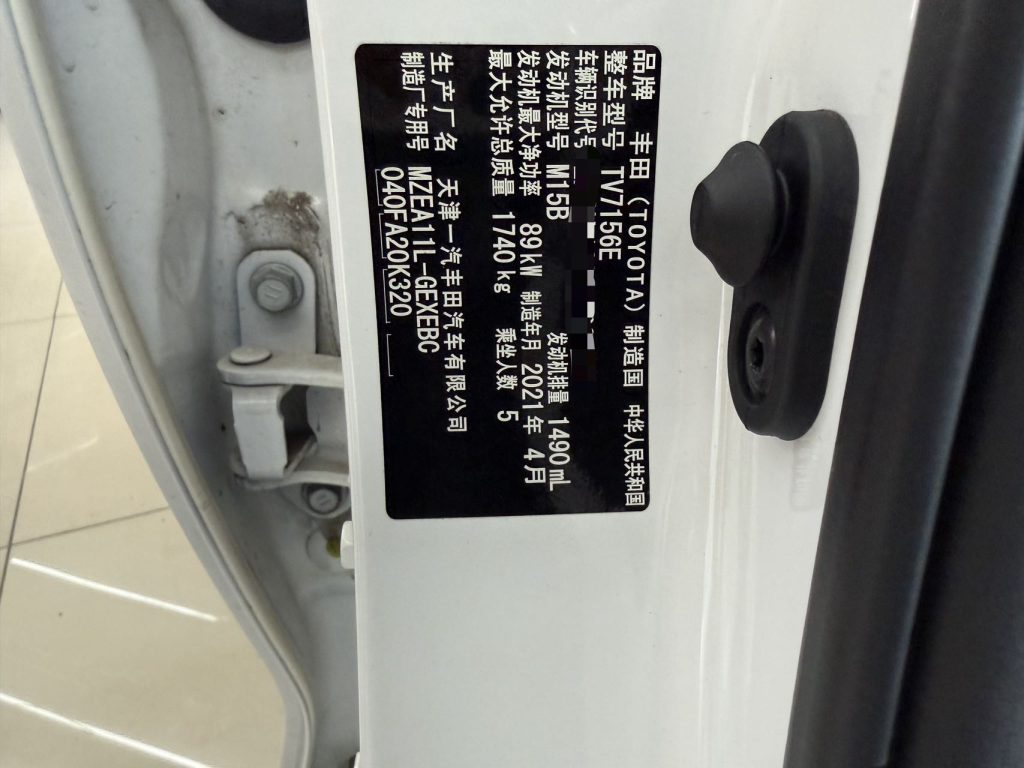 品牌 丰田（TOYOTA） 制造国 中华人民共和国
整车型号 TV7156E
车辆识别代号
发动机型号 M15B 发动机排量 1490mL
发动机最大净功率 89kW 制造年月 2021年 4月
最大允许总质量 1740kg 乘坐人数 5
生产厂名 天津一汽丰田汽车有限公司
制造厂专用号 MZEA11L-GEXEBC
040FA20K320